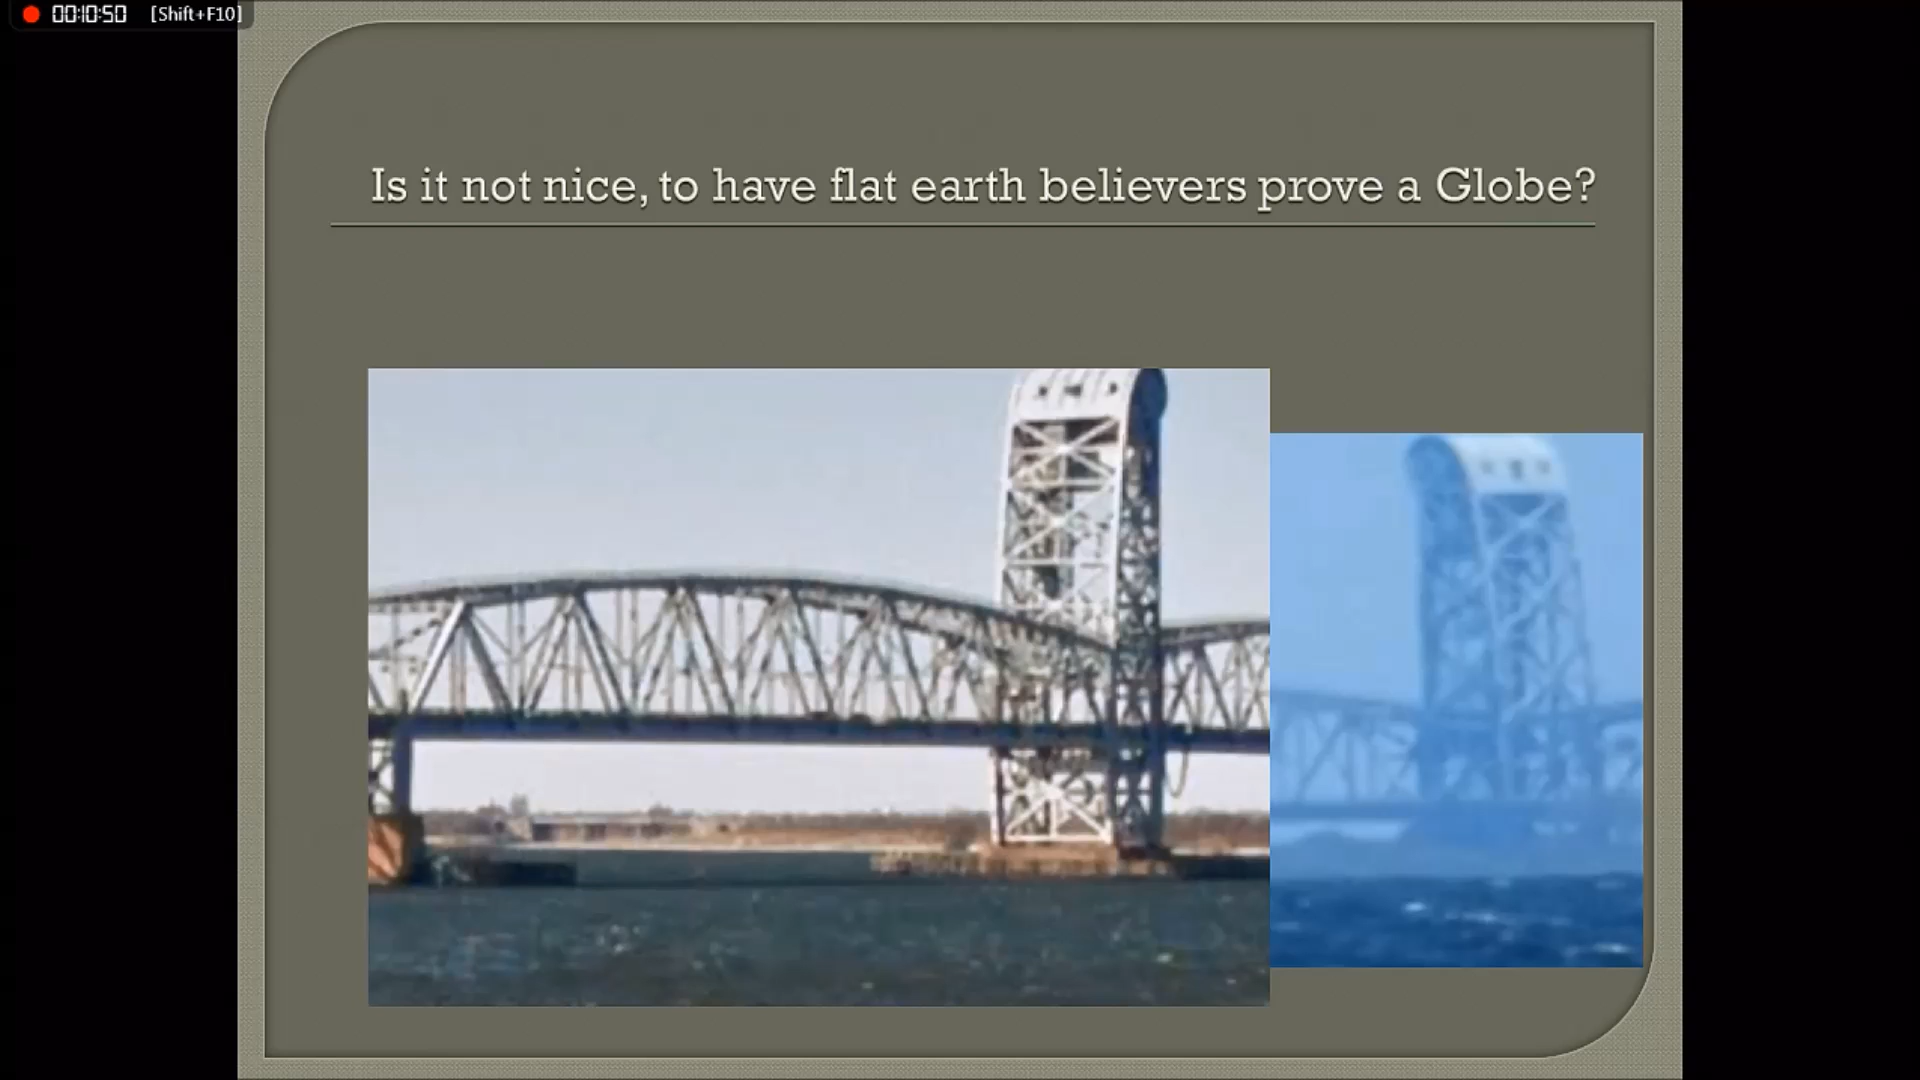 00:10:50 [Shift+F10]
Is it not nice, to have flat earth believers prove a Globe?